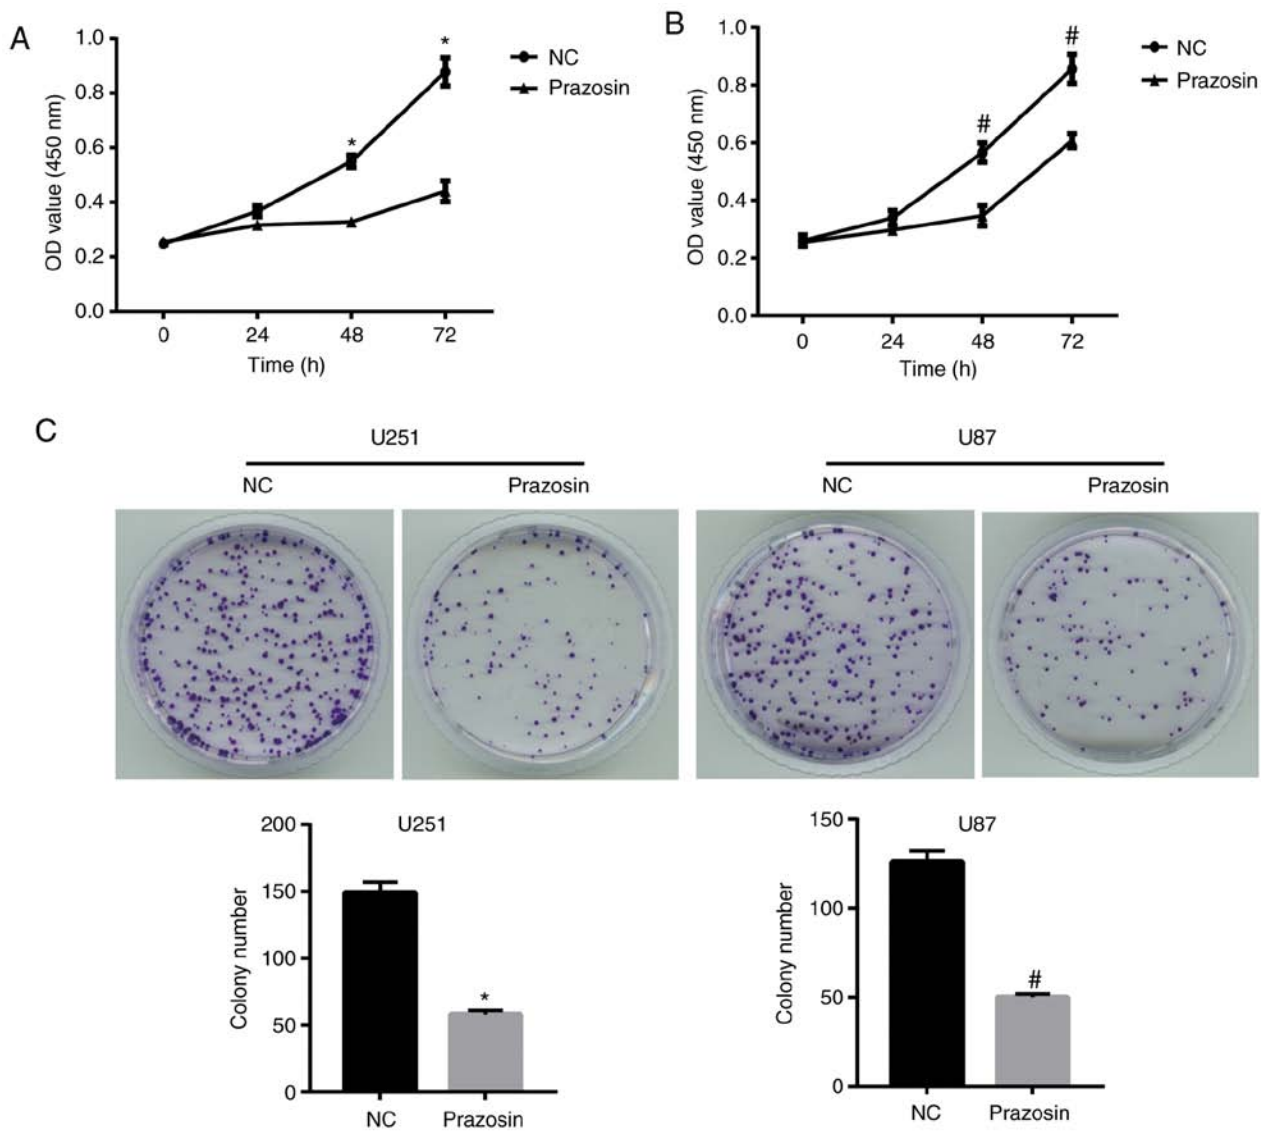 A
1.0
0.8
0.6
0.4
0.2
0.0
OD value (450 nm)
*
*
NC
Prazosin
0 24 48 72
Time (h)
B
1.0
0.8
0.6
0.4
0.2
0.0
OD value (450 nm)
#
#
NC
Prazosin
0 24 48 72
Time (h)
C
U251
NC Prazosin
U87
NC Prazosin
U251
200
150
100
50
0
Colony number
*
NC Prazosin
U87
150
100
50
0
Colony number
#
NC Prazosin